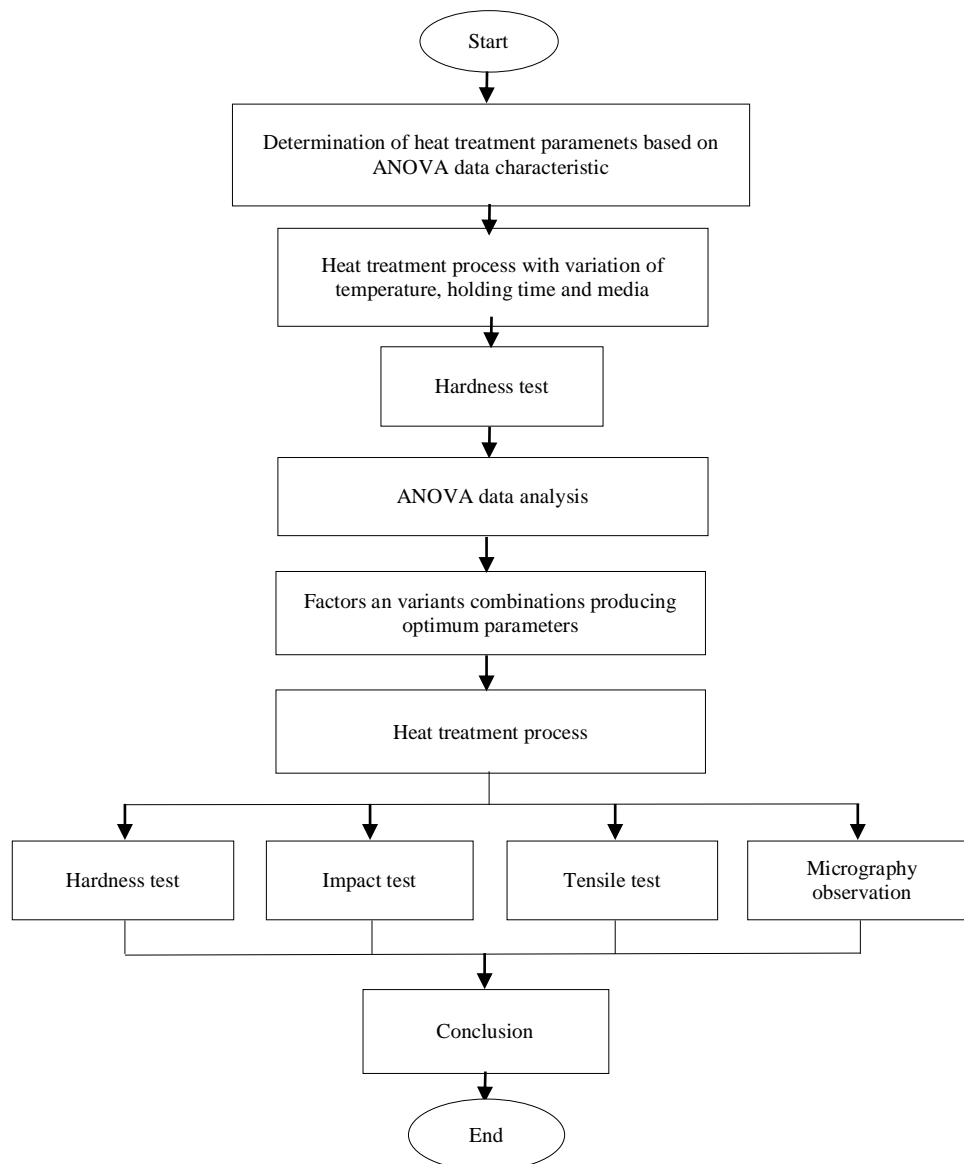 Start
Determination of heat treatment paramenets based on
ANOVA data characteristic
Heat treatment process with variation of
temperature, holding time and media
Hardness test
ANOVA data analysis
Factors an variants combinations producing
optimum parameters
Heat treatment process
Hardness test
Impact test
Tensile test
Micrography
observation
Conclusion
End